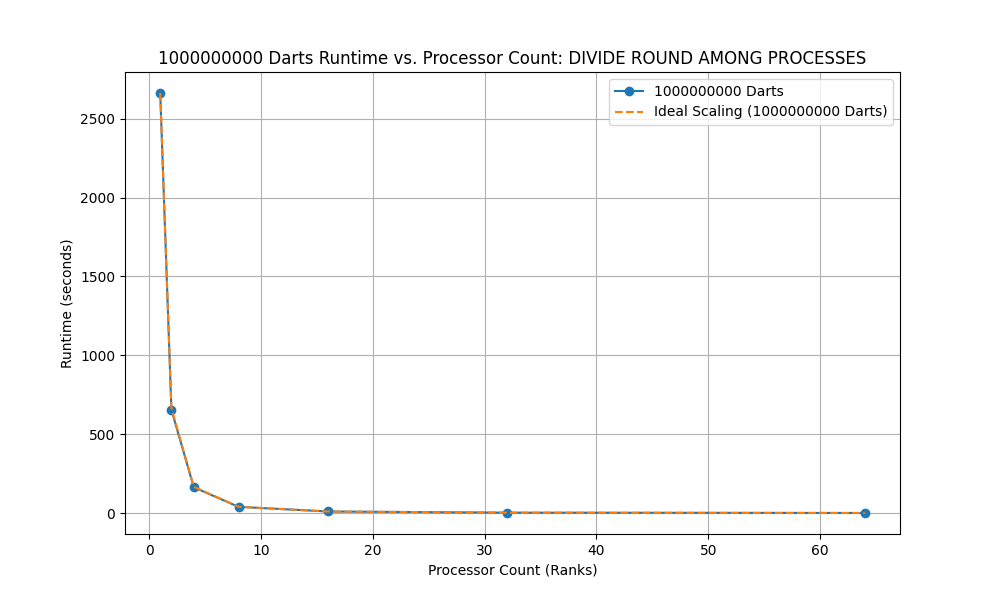 1000000000 Darts Runtime vs. Processor Count: DIVIDE ROUND AMONG PROCESSES
1000000000 Darts
Ideal Scaling (1000000000 Darts)
2500
2000
1500
1000
500
0
Runtime (seconds)
0 10 20 30 40 50 60
Processor Count (Ranks)